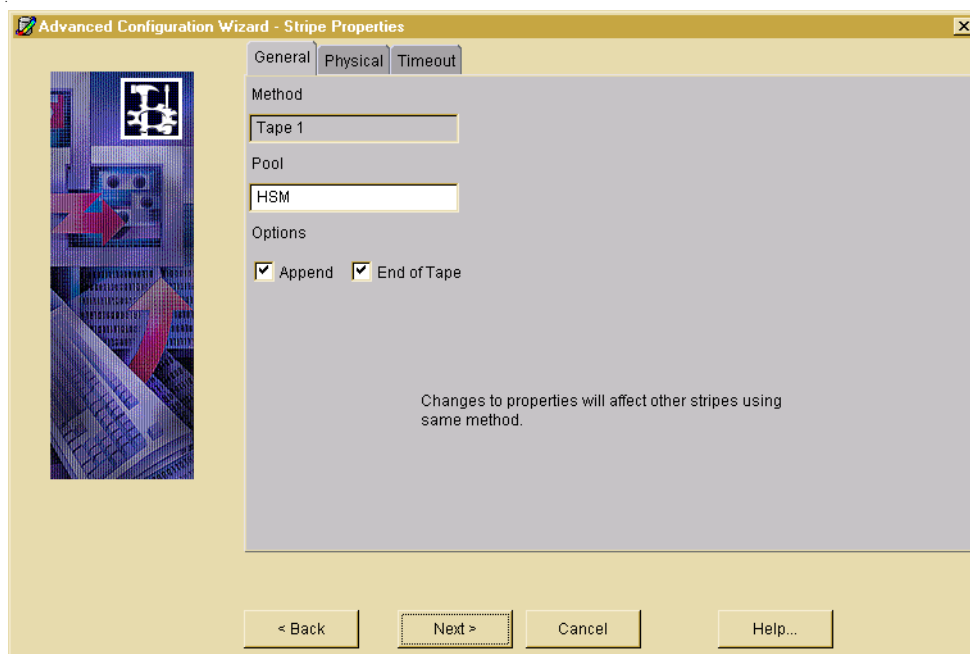 Advanced Configuration Wizard - Stripe Properties
General Physical Timeout
Method
Tape 1
Pool
HSM
Options
Append End of Tape
Changes to properties will affect other stripes using
same method.
< Back Next > Cancel Help...